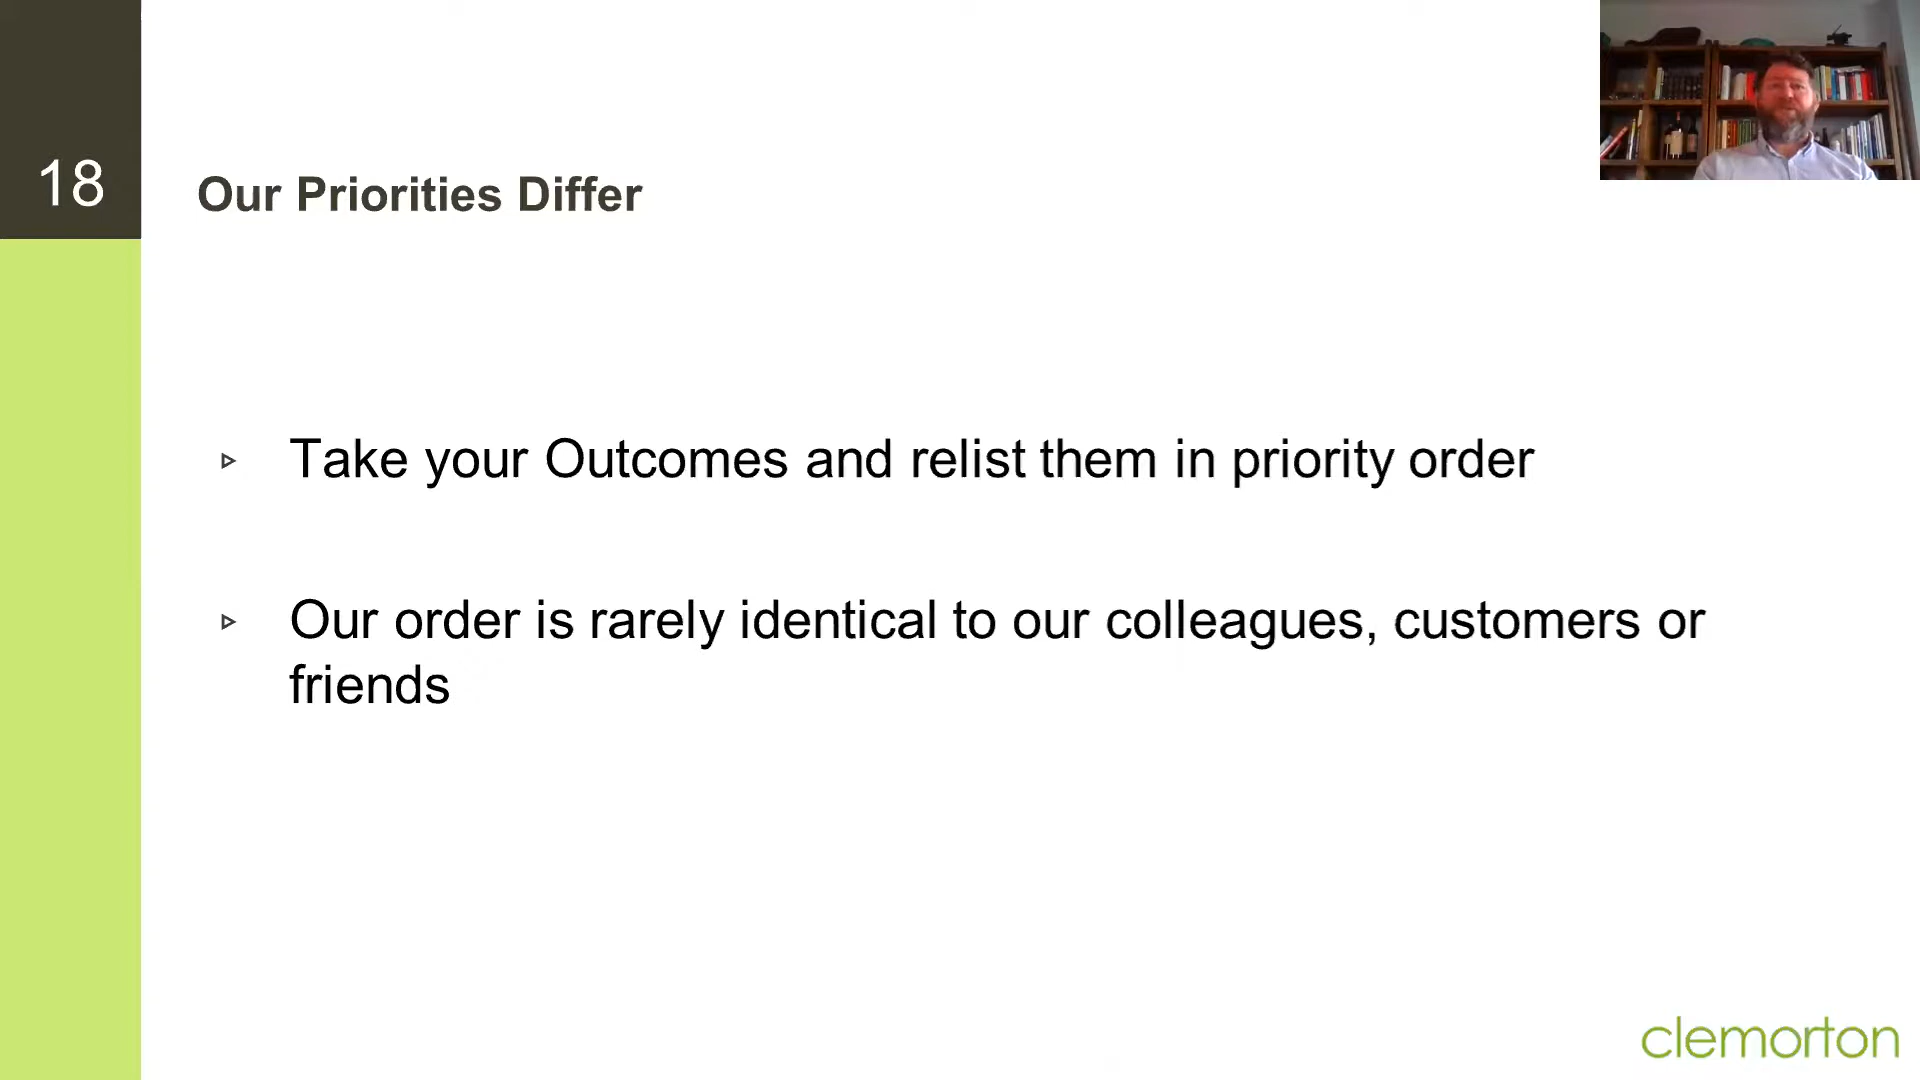 18
Our Priorities Differ
Take your Outcomes and relist them in priority order
Our order is rarely identical to our colleagues, customers or
friends
clemorton